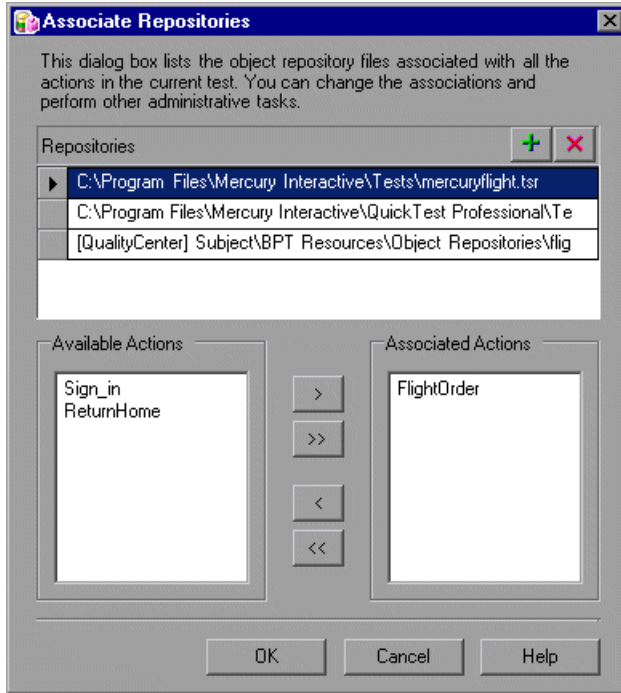 Associate Repositories
This dialog box lists the object repository files associated with all the
actions in the current test. You can change the associations and
perform other administrative tasks.
Repositories
C:\Program Files\Mercury Interactive\Tests\mercuryflight.tsr
C:\Program Files\Mercury Interactive\QuickTest Professional\Te
[QualityCenter] Subject\BPT Resources\Object Repositories\flig
Available Actions
Associated Actions
Sign_in
ReturnHome
FlightOrder
>
>>
<
<<
OK Cancel Help